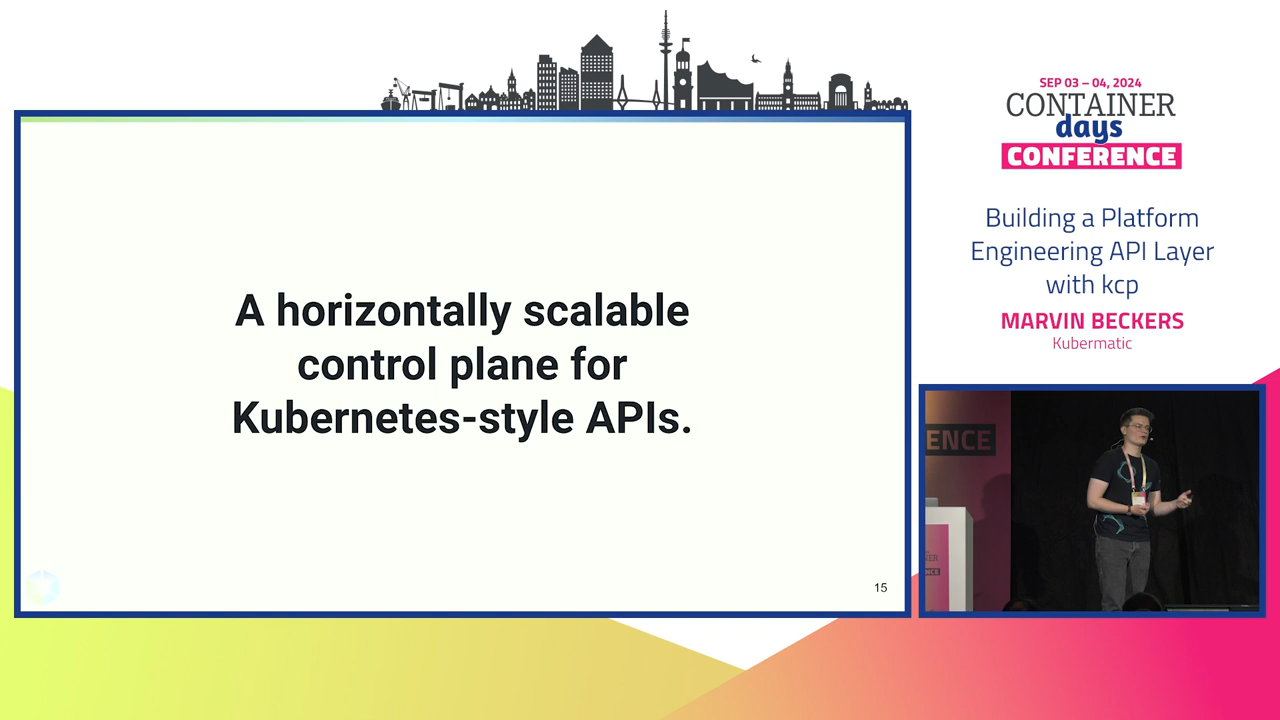 A horizontally scalable
control plane for
Kubernetes-style APIs.
15
SEP 03 – 04, 2024
CONTAINER
days
CONFERENCE
Building a Platform
Engineering API Layer
with kcp
MARVIN BECKERS
Kubermatic
ENCE